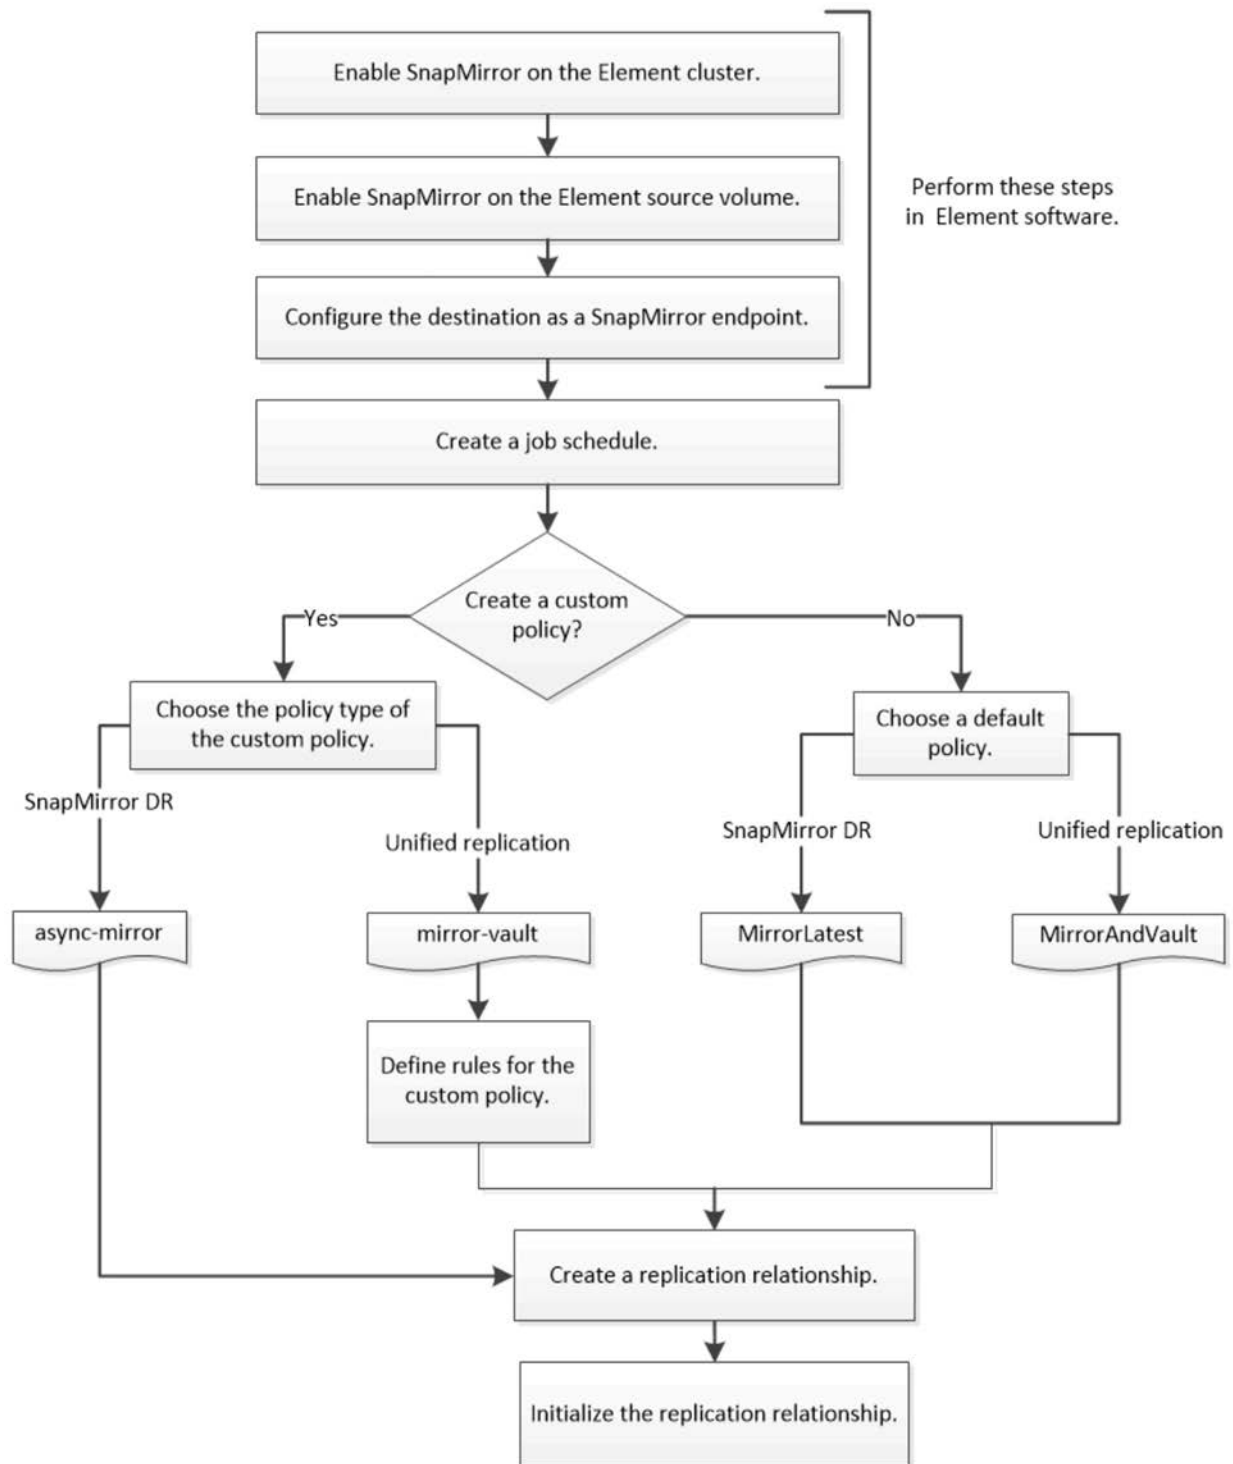 Enable SnapMirror on the Element cluster.
Enable SnapMirror on the Element source volume.
Perform these steps
in  Element software.
Configure the destination as a SnapMirror endpoint.
Create a job schedule.
Create a custom
policy?
Yes
No
Choose the policy type of
the custom policy.
Choose a default
policy.
SnapMirror DR
Unified replication
SnapMirror DR
Unified replication
async-mirror
mirror-vault
MirrorLatest
MirrorAndVault
Define rules for the
custom policy.
Create a replication relationship.
Initialize the replication relationship.